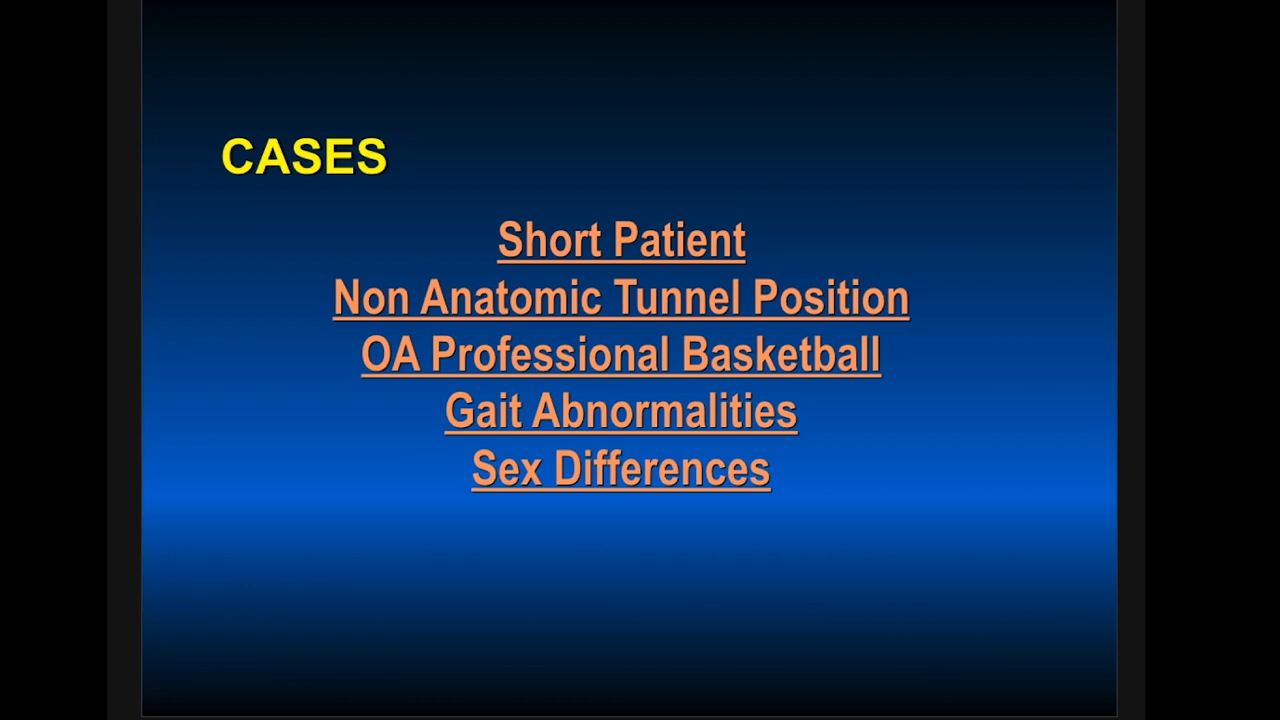 CASES
Short Patient
Non Anatomic Tunnel Position
OA Professional Basketball
Gait Abnormalities
Sex Differences